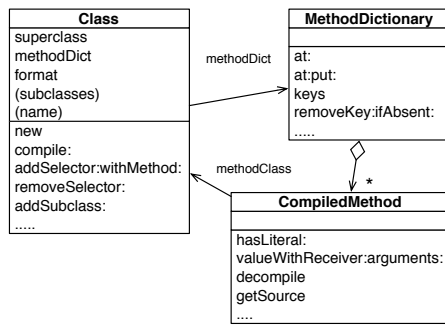 Class
superclass
methodDict
format
(subclasses)
(name)
new
compile:
addSelector:withMethod:
removeSelector:
addSubclass:
.....
methodDict
MethodDictionary
at:
at:put:
keys
removeKey:ifAbsent:
.....
*
methodClass
CompiledMethod
hasLiteral:
valueWithReceiver:arguments:
decompile
getSource
....